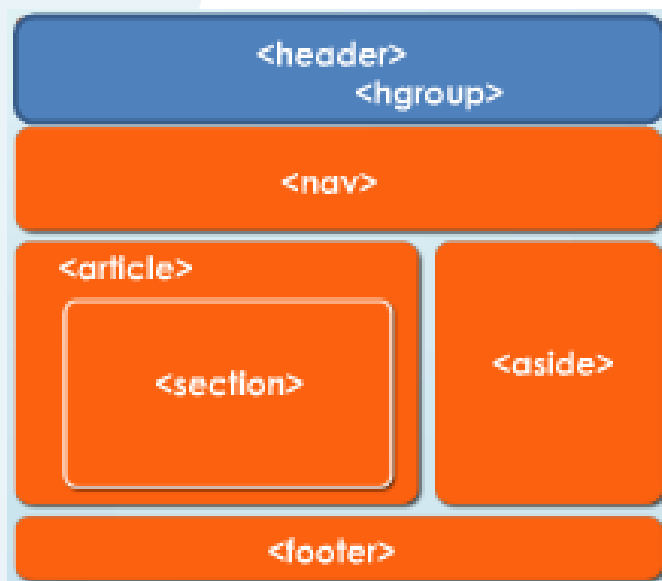 <header>
<hgroup>
<nav>
<article>
<section>
<aside>
<footer>